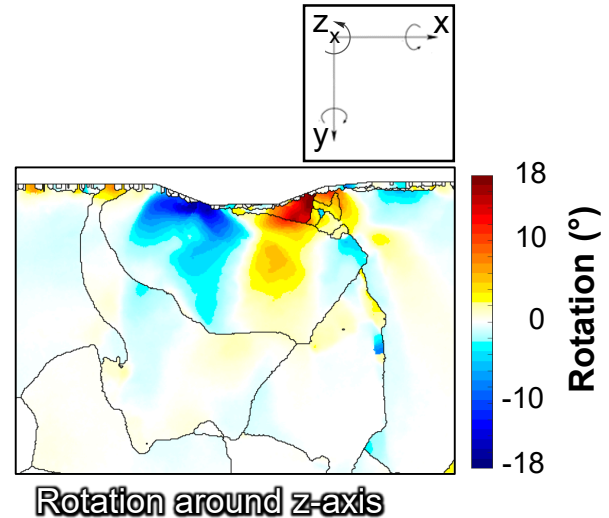 z x x
y
18
10
0
-10
-18
Rotation (°)
Rotation around z-axis